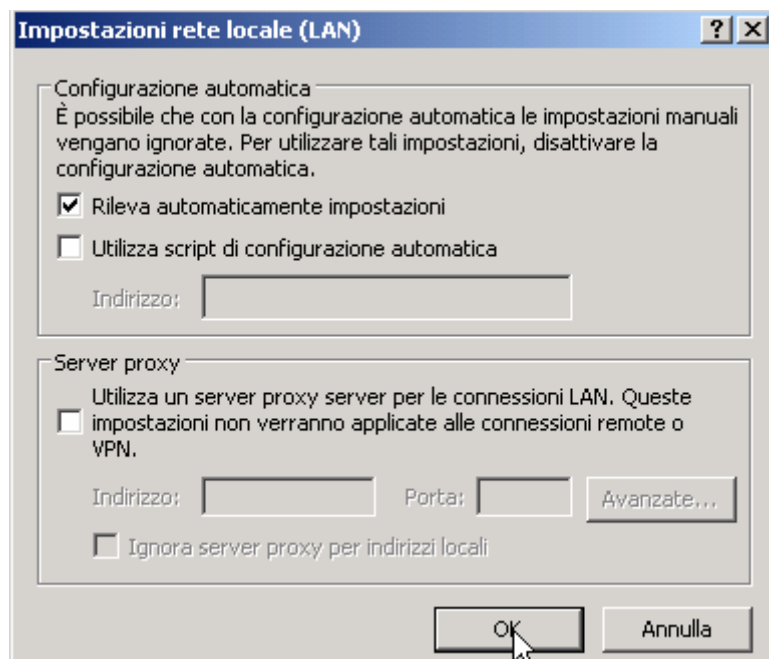 Impostazioni rete locale (LAN)
Configurazione automatica
È possibile che con la configurazione automatica le impostazioni manuali
vengano ignorate. Per utilizzare tali impostazioni, disattivare la
configurazione automatica.
Rileva automaticamente impostazioni
Utilizza script di configurazione automatica
Indirizzo:
Server proxy
Utilizza un server proxy server per le connessioni LAN. Queste
impostazioni non verranno applicate alle connessioni remote o
VPN.
Indirizzo: Porta: Avanzate...
Ignora server proxy per indirizzi locali
OK Annulla